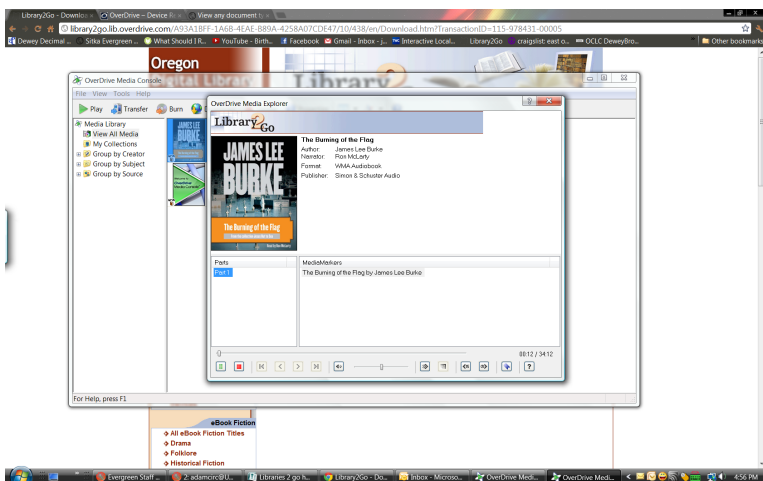 Library2Go - Downloa
OverDrive – Device Re
View any document t
library2go.lib.overdrive.com/A93A1BFF-1A6B-4EAE-B89A-4258A07CDE47/10/438/en/Download.htm?TransactionID=115-978431-00005
Dewey Decimal ... Sitka Evergreen ... What Should I R... YouTube - Birth... Facebook Gmail - Inbox - j... Interactive Local... Library2Go craigslist: east o... OCLC DeweyBro... Other bookmarks
Oregon
Digital Library
Library 2
OverDrive Media Console
File View Tools Help
Play Transfer Burn
Media Library
View All Media
My Collections
Group by Creator
Group by Subject
Group by Source
JAMES LEE
BURKE
OverDrive Media Explorer
Library2Go
JAMES LEE
BURKE
The Burning of the Flag
The Burning of the Flag
Author: James Lee Burke
Narrator: Ron McLarty
Format: WMA Audiobook
Publisher: Simon & Schuster Audio
Parts
Part 1
MediaMarkers
The Burning of the Flag by James Lee Burke
00:12 / 34:12
For Help, press F1
eBook Fiction
All eBook Fiction Titles
Drama
Folklore
Historical Fiction
Evergreen Staff ... 2: adamcirc@U... Libraries 2 go h... Library2Go - Do... Inbox - Microso... OverDrive Medi... OverDrive Medi... 4:56 PM